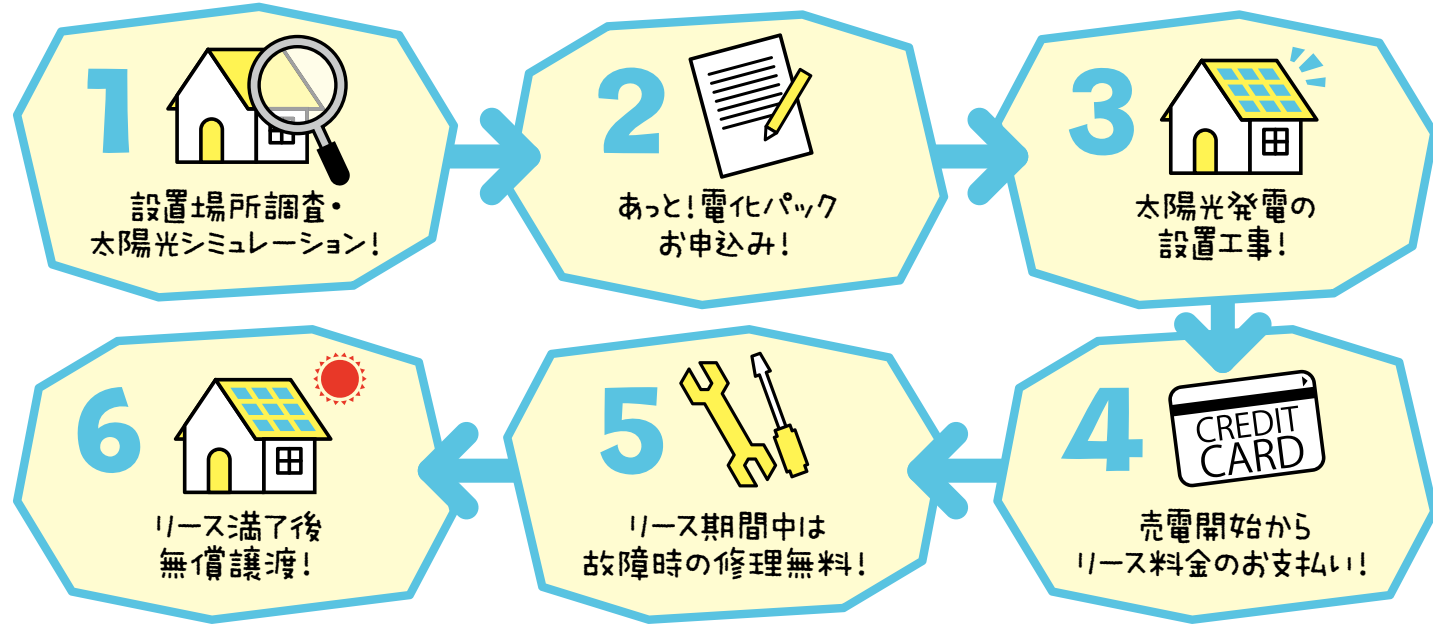 1
設置場所調査・
太陽光シミュレーション!
2
あっと!電化パック
お申込み!
3
太陽光発電の
設置工事!
4
CREDIT
CARD
売電開始から
リース料金のお支払い!
5
リース期間中は
故障時の修理無料!
6
リース満了後
無償譲渡!